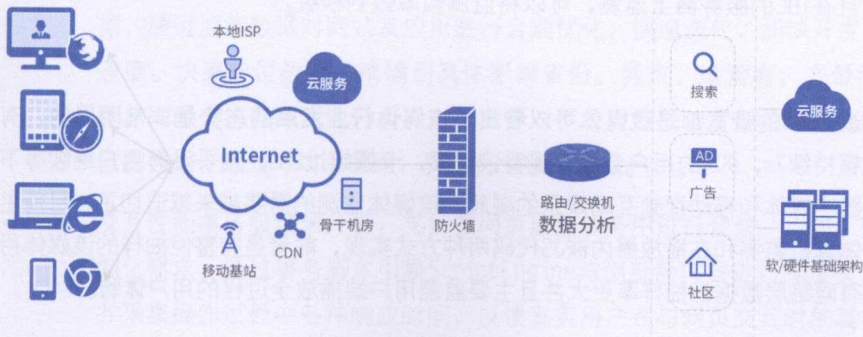 本地ISP
云服务
Internet
骨干机房
CDN
移动基站
防火墙
路由/交换机
数据分析
搜索
AD
广告
社区
云服务
软/硬件基础架构